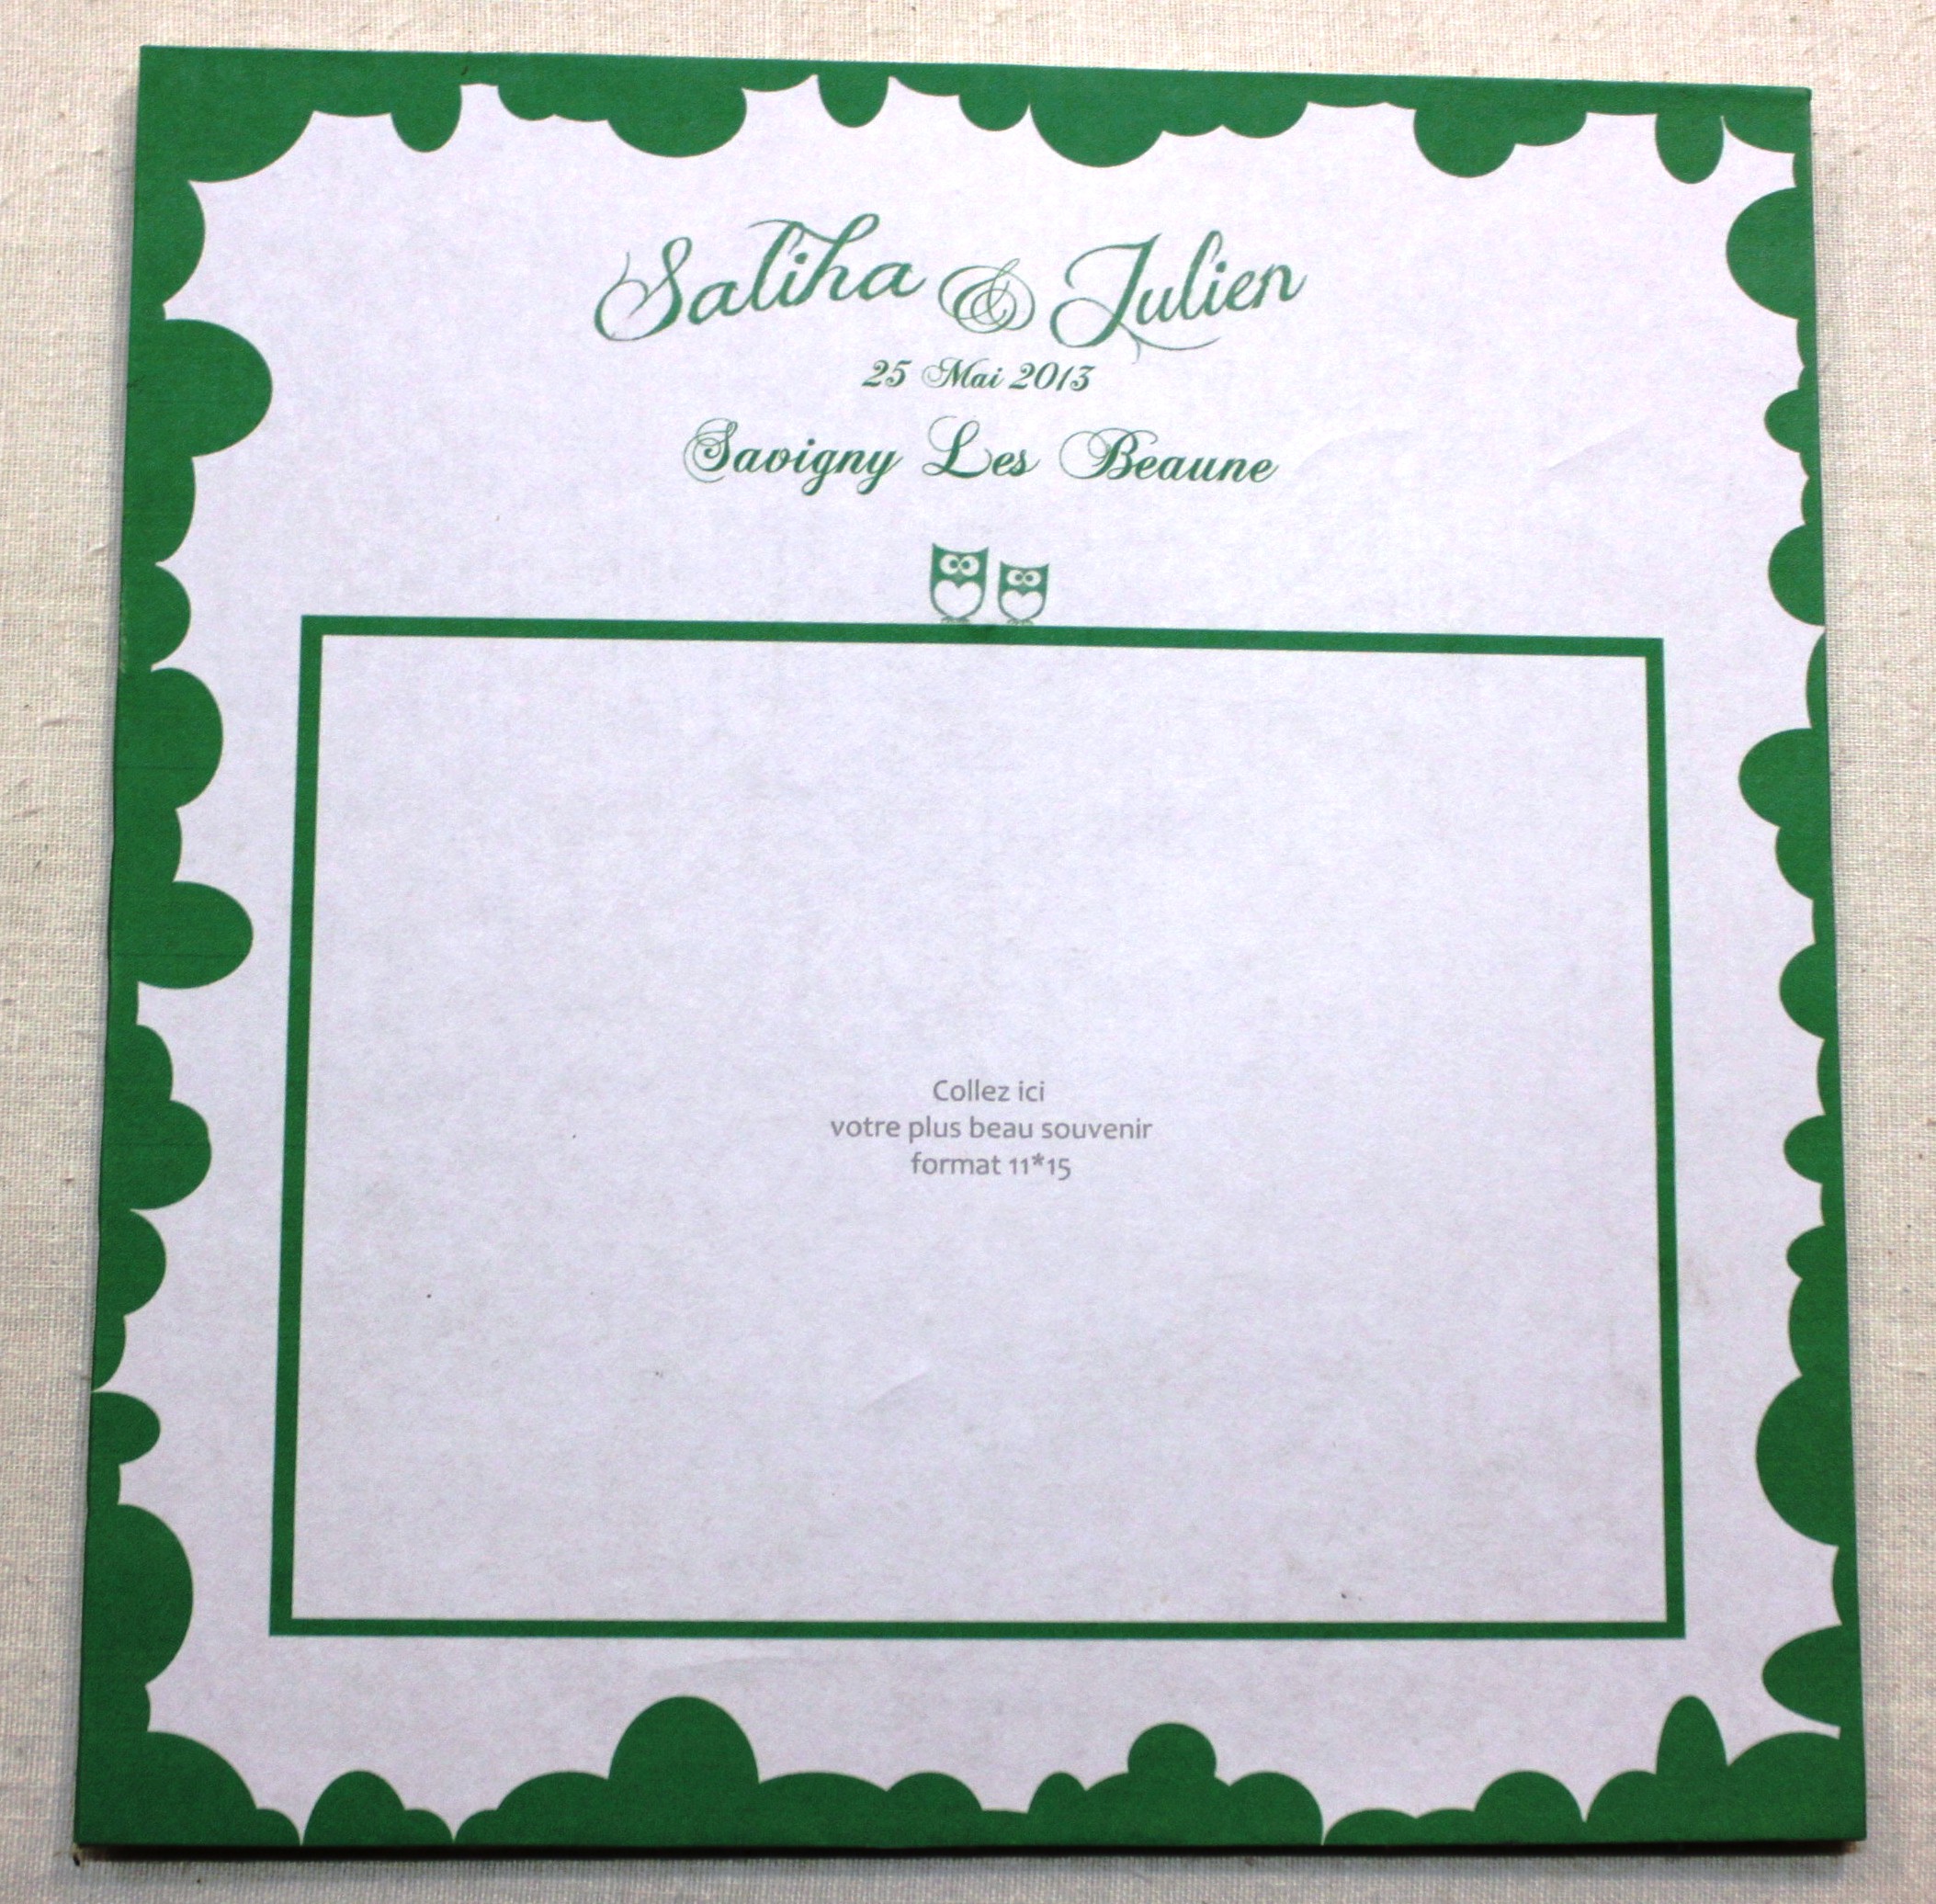 Saliha & Julien
25 Mai 2013
Savigny Les Beaune
Collez ici
votre plus beau souvenir
format 11*15